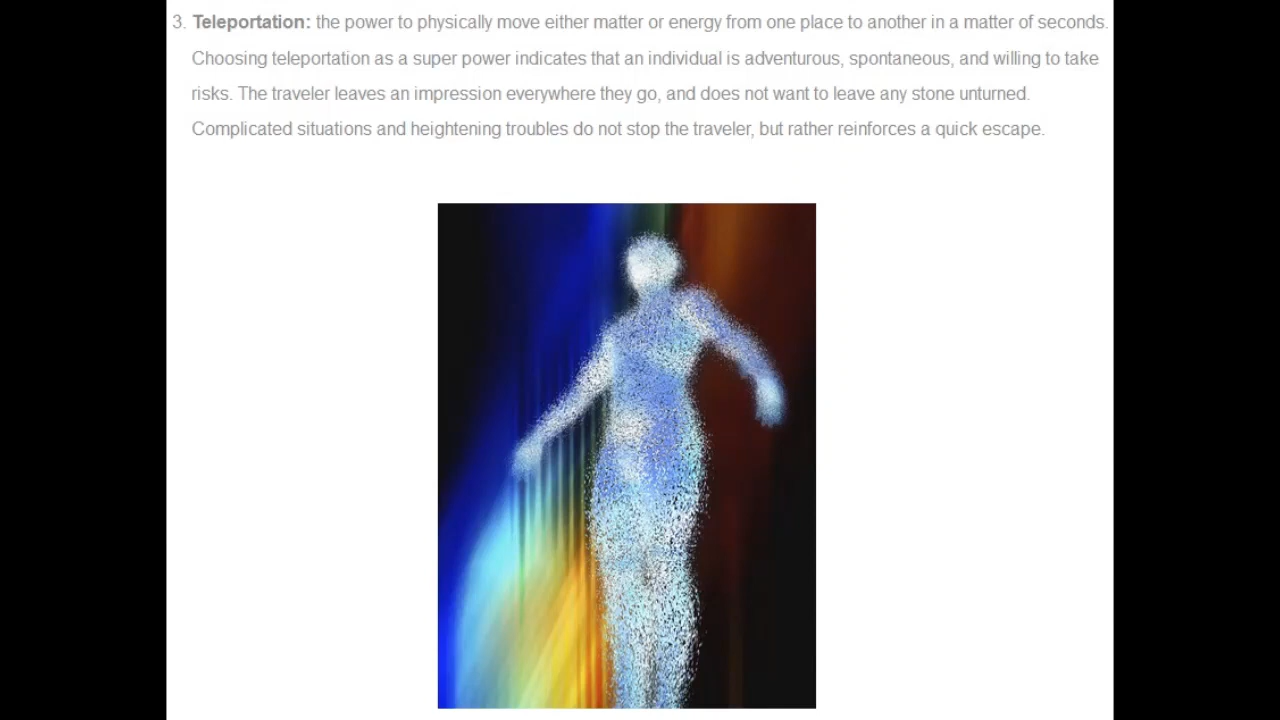 3. Teleportation: the power to physically move either matter or energy from one place to another in a matter of seconds.
Choosing teleportation as a super power indicates that an individual is adventurous, spontaneous, and willing to take
risks. The traveler leaves an impression everywhere they go, and does not want to leave any stone unturned.
Complicated situations and heightening troubles do not stop the traveler, but rather reinforces a quick escape.